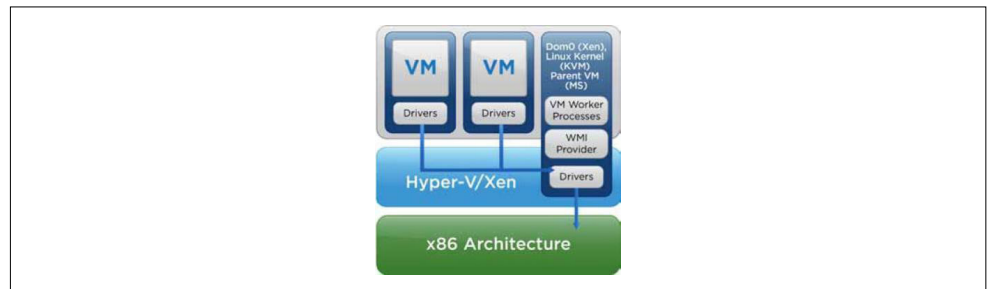 VM
Drivers
VM
Drivers
Dom0 (Xen),
Linux Kernel
(KVM)
Parent VM
(MS)
VM Worker
Processes
WMI
Provider
Drivers
Hyper-V/Xen
x86 Architecture